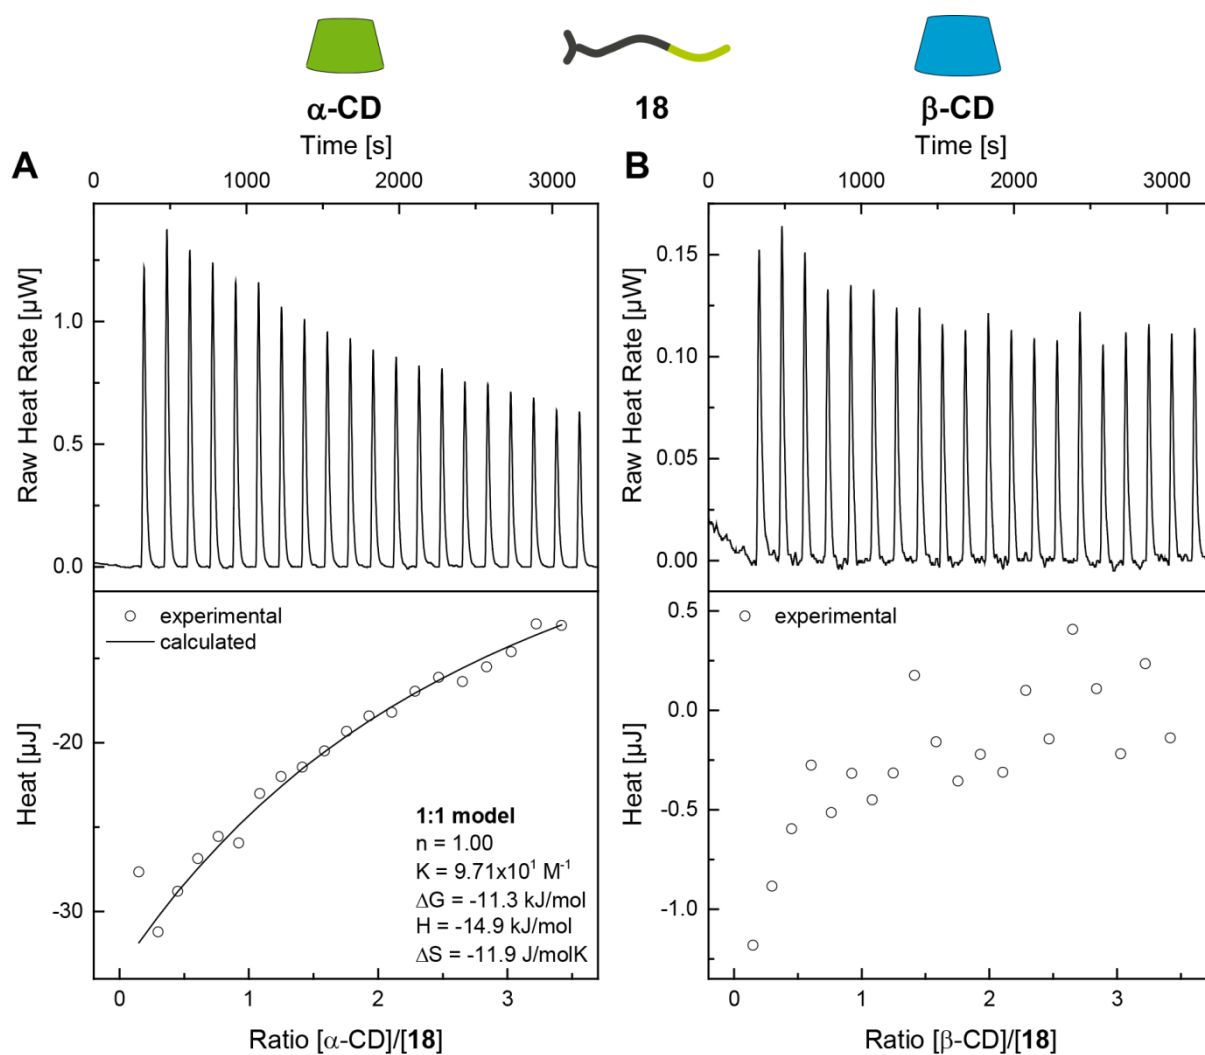 α-CD
18
β-CD
A
Time [s]
0 1000 2000 3000
Raw Heat Rate [µW]
1.0
0.5
0.0
experimental
calculated
Heat [µJ]
-20
-30
1:1 model
n = 1.00
K = 9.71x10¹ M⁻¹
ΔG = -11.3 kJ/mol
H = -14.9 kJ/mol
ΔS = -11.9 J/molK
0 1 2 3
Ratio [α-CD]/[18]
B
Time [s]
0 1000 2000 3000
Raw Heat Rate [µW]
0.15
0.10
0.05
0.00
experimental
Heat [µJ]
0.5
0.0
-0.5
-1.0
0 1 2 3
Ratio [β-CD]/[18]